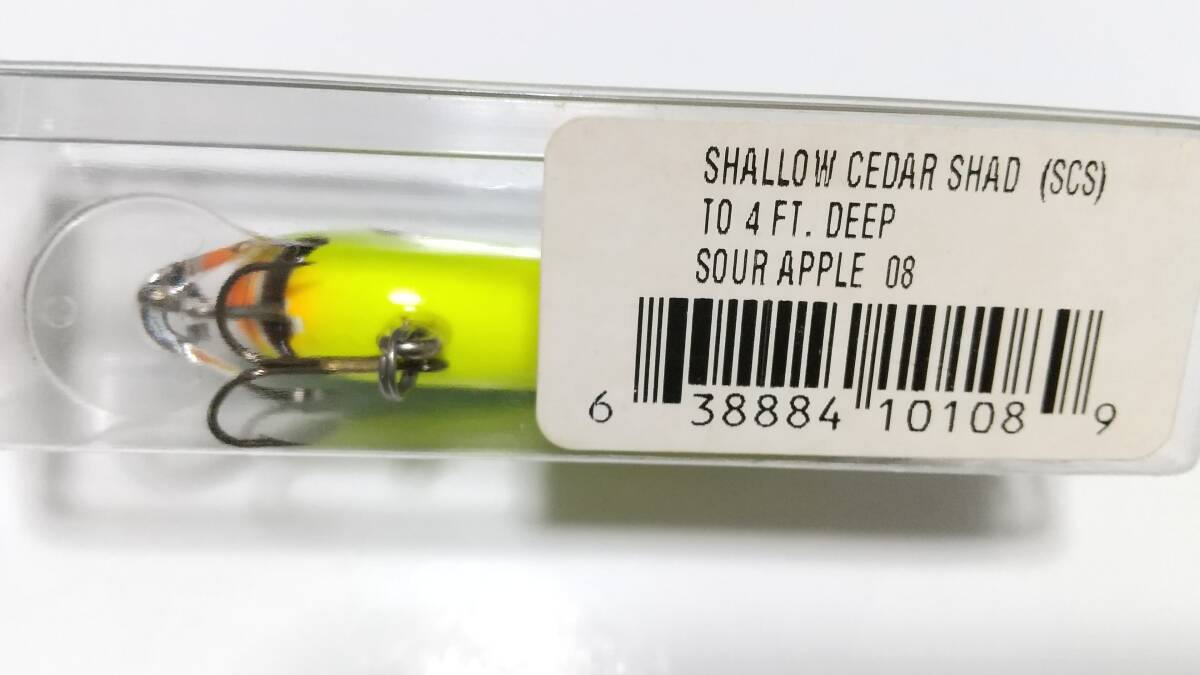 SHALLOW CEDAR SHAD (SCS)
TO 4 FT. DEEP
SOUR APPLE 08
6 38884 10108 9